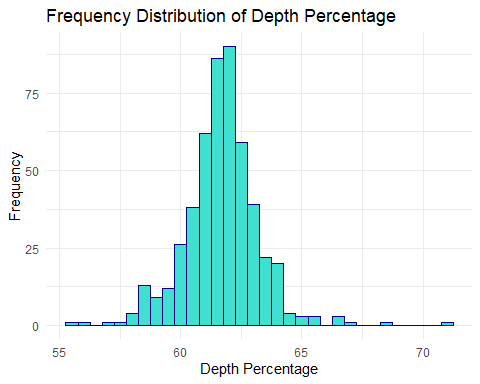 Frequency Distribution of Depth Percentage
Frequency
75
50
25
0
55 60 65 70
Depth Percentage